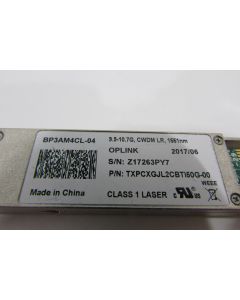 BP3AM4CL-04
9.9-10.7G, CWDM LR, 1591nm
OPLINK 2017/06
S/N: Z17263PY7
P/N: TXPCXGJL2CBTI60G-00
Made in China
CLASS 1 LASER
WEEE